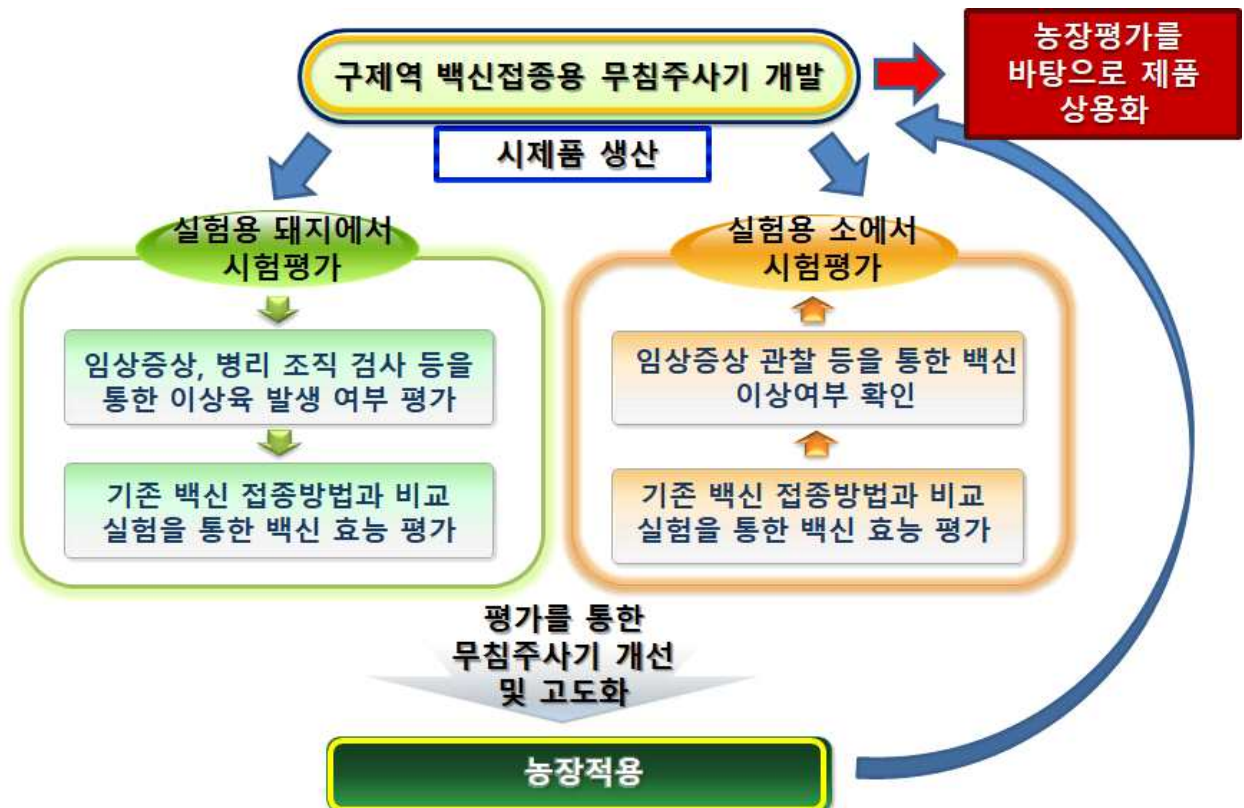 구제역 백신접종용 무침주사기 개발
농장평가를
바탕으로 제품
상용화
시제품 생산
실험용 돼지에서
시험평가
임상증상, 병리 조직 검사 등을
통한 이상육 발생 여부 평가
기존 백신 접종방법과 비교
실험을 통한 백신 효능 평가
실험용 소에서
시험평가
임상증상 관찰 등을 통한 백신
이상여부 확인
기존 백신 접종방법과 비교
실험을 통한 백신 효능 평가
평가를 통한
무침주사기 개선
및 고도화
농장적용